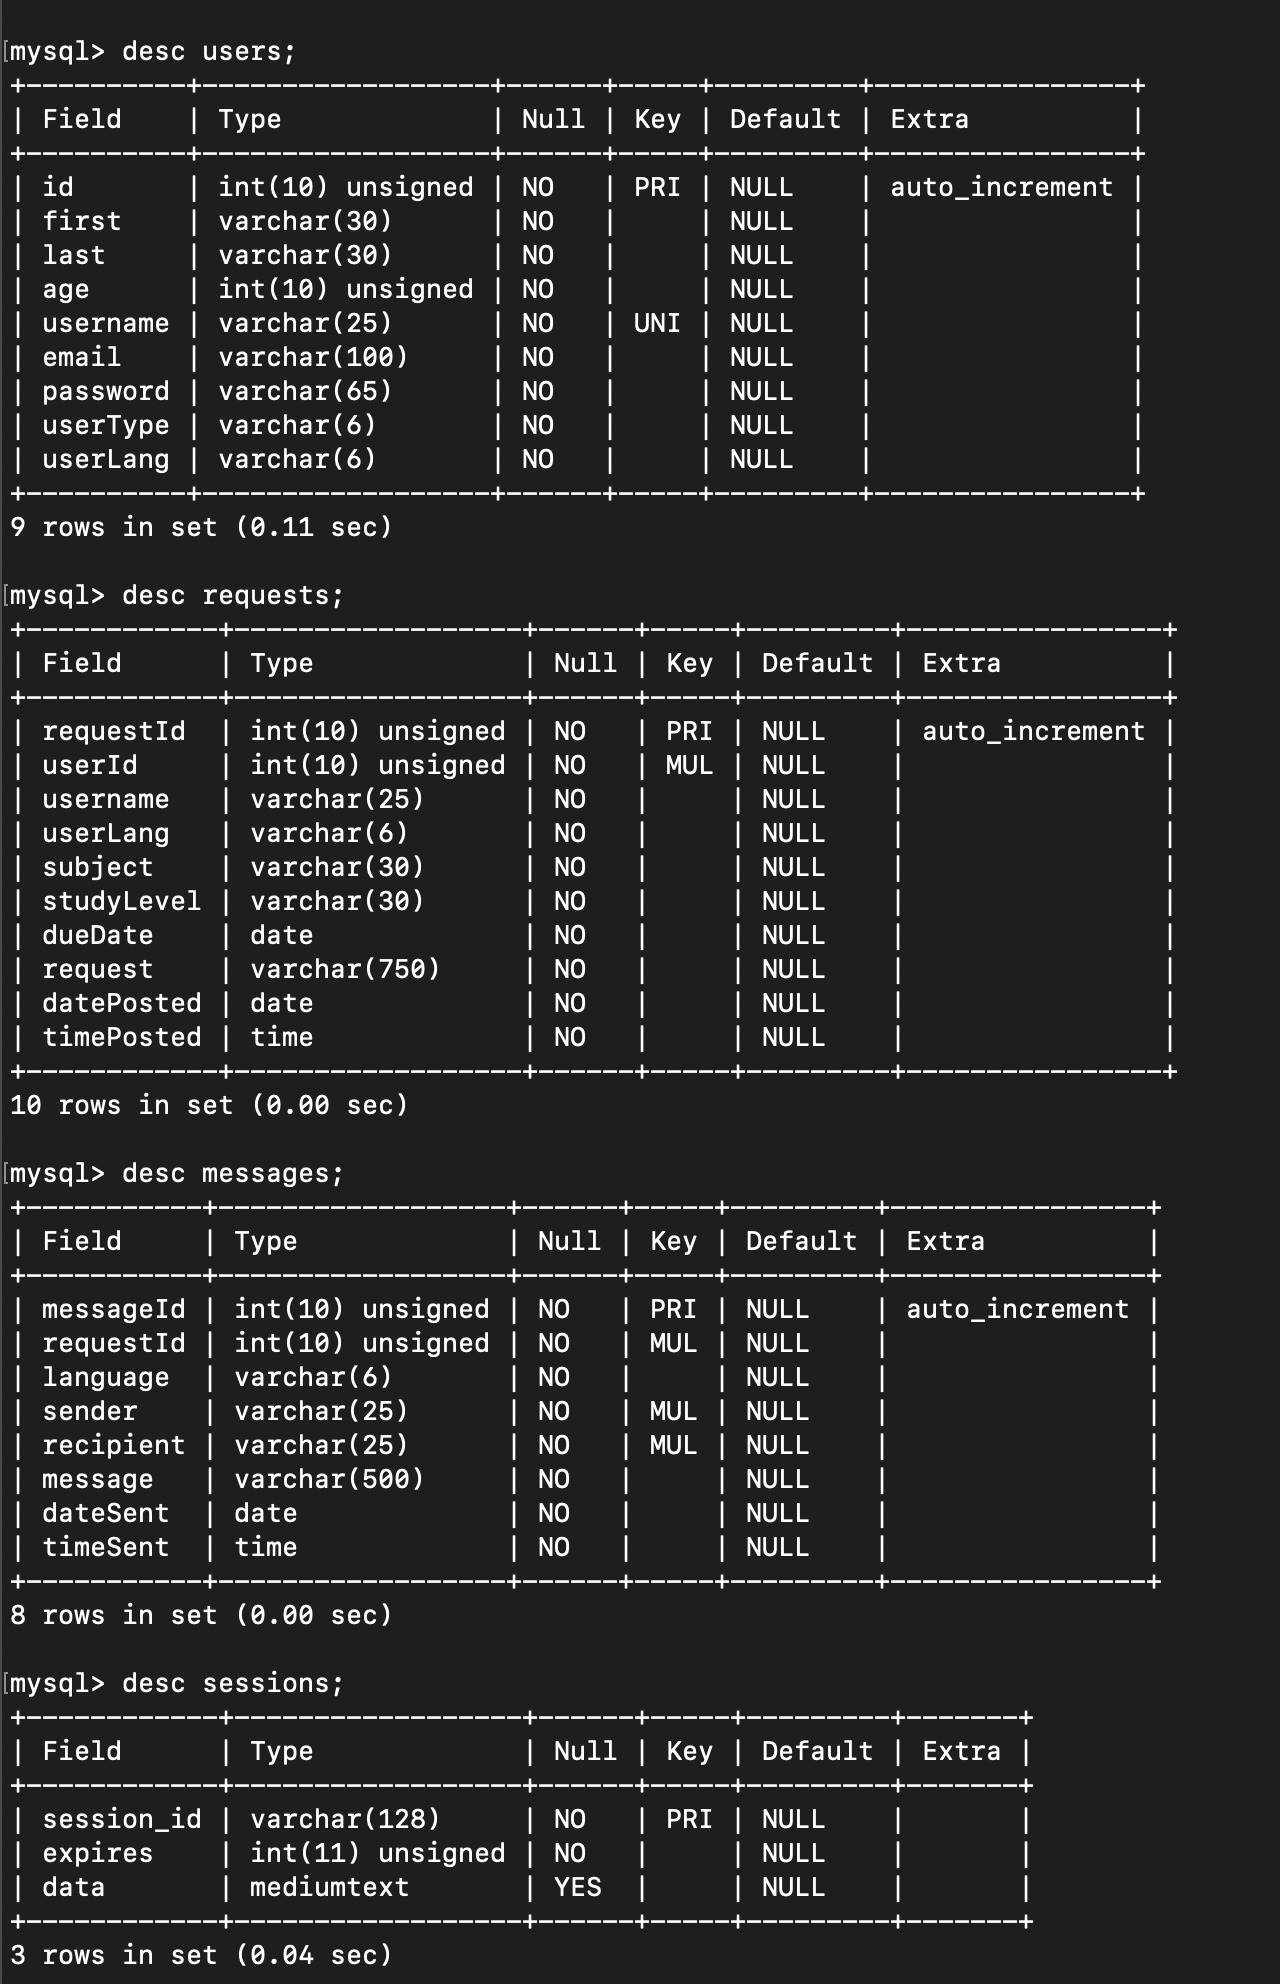 [mysql> desc users;
+----------+------------------+------+-----+---------+----------------+
| Field    | Type             | Null | Key | Default | Extra          |
+----------+------------------+------+-----+---------+----------------+
| id       | int(10) unsigned | NO   | PRI | NULL    | auto_increment |
| first    | varchar(30)      | NO   |     | NULL    |                |
| last     | varchar(30)      | NO   |     | NULL    |                |
| age      | int(10) unsigned | NO   |     | NULL    |                |
| username | varchar(25)      | NO   | UNI | NULL    |                |
| email    | varchar(100)     | NO   |     | NULL    |                |
| password | varchar(65)      | NO   |     | NULL    |                |
| userType | varchar(6)       | NO   |     | NULL    |                |
| userLang | varchar(6)       | NO   |     | NULL    |                |
+----------+------------------+------+-----+---------+----------------+
9 rows in set (0.11 sec)

[mysql> desc requests;
+------------+------------------+------+-----+---------+----------------+
| Field      | Type             | Null | Key | Default | Extra          |
+------------+------------------+------+-----+---------+----------------+
| requestId  | int(10) unsigned | NO   | PRI | NULL    | auto_increment |
| userId     | int(10) unsigned | NO   | MUL | NULL    |                |
| username   | varchar(25)      | NO   |     | NULL    |                |
| userLang   | varchar(6)       | NO   |     | NULL    |                |
| subject    | varchar(30)      | NO   |     | NULL    |                |
| studyLevel | varchar(30)      | NO   |     | NULL    |                |
| dueDate    | date             | NO   |     | NULL    |                |
| request    | varchar(750)     | NO   |     | NULL    |                |
| datePosted | date             | NO   |     | NULL    |                |
| timePosted | time             | NO   |     | NULL    |                |
+------------+------------------+------+-----+---------+----------------+
10 rows in set (0.00 sec)

[mysql> desc messages;
+-----------+------------------+------+-----+---------+----------------+
| Field     | Type             | Null | Key | Default | Extra          |
+-----------+------------------+------+-----+---------+----------------+
| messageId | int(10) unsigned | NO   | PRI | NULL    | auto_increment |
| requestId | int(10) unsigned | NO   | MUL | NULL    |                |
| language  | varchar(6)       | NO   |     | NULL    |                |
| sender    | varchar(25)      | NO   | MUL | NULL    |                |
| recipient | varchar(25)      | NO   | MUL | NULL    |                |
| message   | varchar(500)     | NO   |     | NULL    |                |
| dateSent  | date             | NO   |     | NULL    |                |
| timeSent  | time             | NO   |     | NULL    |                |
+-----------+------------------+------+-----+---------+----------------+
8 rows in set (0.00 sec)

[mysql> desc sessions;
+------------+------------------+------+-----+---------+-------+
| Field      | Type             | Null | Key | Default | Extra |
+------------+------------------+------+-----+---------+-------+
| session_id | varchar(128)     | NO   | PRI | NULL    |       |
| expires    | int(11) unsigned | NO   |     | NULL    |       |
| data       | mediumtext       | YES  |     | NULL    |       |
+------------+------------------+------+-----+---------+-------+
3 rows in set (0.04 sec)